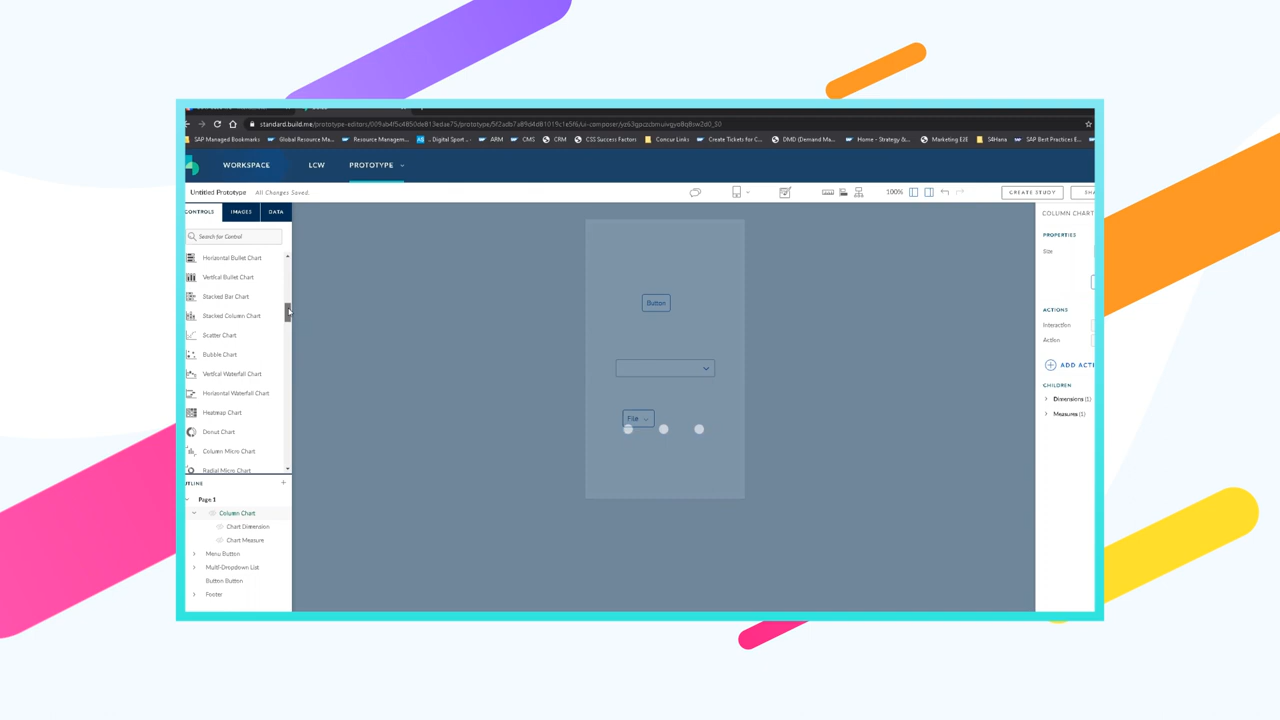 standard.build.me/prototype-editors/
SAP Managed Bookmarks
Global Resource Ma...
Resource Managem...
.. Digital Sport ..
ARM
CMS
CRM
CSS Success Factors
Concur Links
Create Tickets for C...
DMD (Demand Ma...
Home – Strategy &...
Marketing E2E
S4Hana
SAP Best Practices E...
WORKSPACE
LCW
PROTOTYPE
Untitled Prototype
All Changes Saved.
100%
CREATE STUDY
SHA
CONTROLS
IMAGES
DATA
COLUMN CHART
Search for Control
PROPERTIES
Size
Horizontal Bullet Chart
Vertical Bullet Chart
Stacked Bar Chart
Stacked Column Chart
Scatter Chart
Bubble Chart
Vertical Waterfall Chart
Horizontal Waterfall Chart
Heatmap Chart
Donut Chart
Column Micro Chart
Radial Micro Chart
Button
File
ACTIONS
Interaction
Action
ADD ACTI
CHILDREN
Dimensions (1)
Measures (1)
UTLINE
Page 1
Column Chart
Chart Dimension
Chart Measure
Menu Button
Multi-Dropdown List
Button Button
Footer